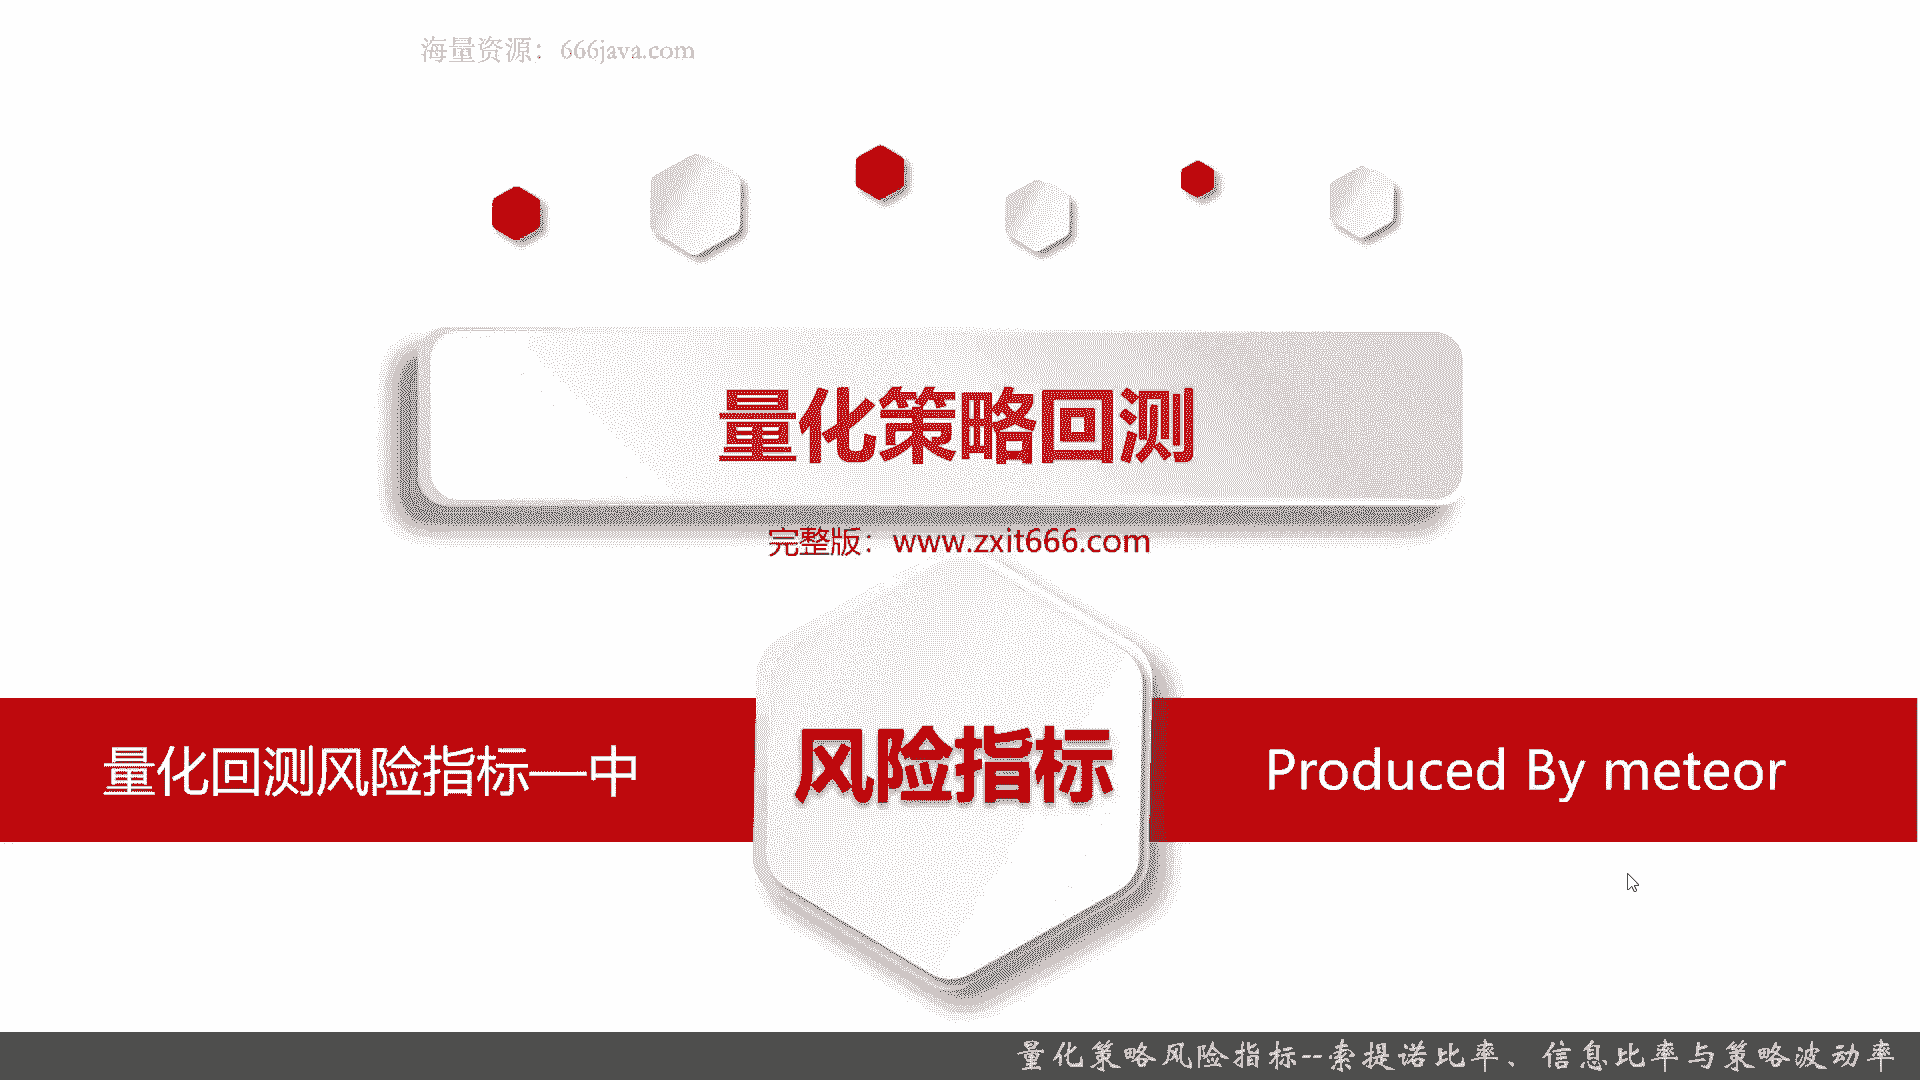 海量资源：666java.com
量化策略回测
完整版：www.zxit666.com
量化回测风险指标—中
风险指标
Produced By meteor
量化策略风险指标--索提诺比率、信息比率与策略波动率